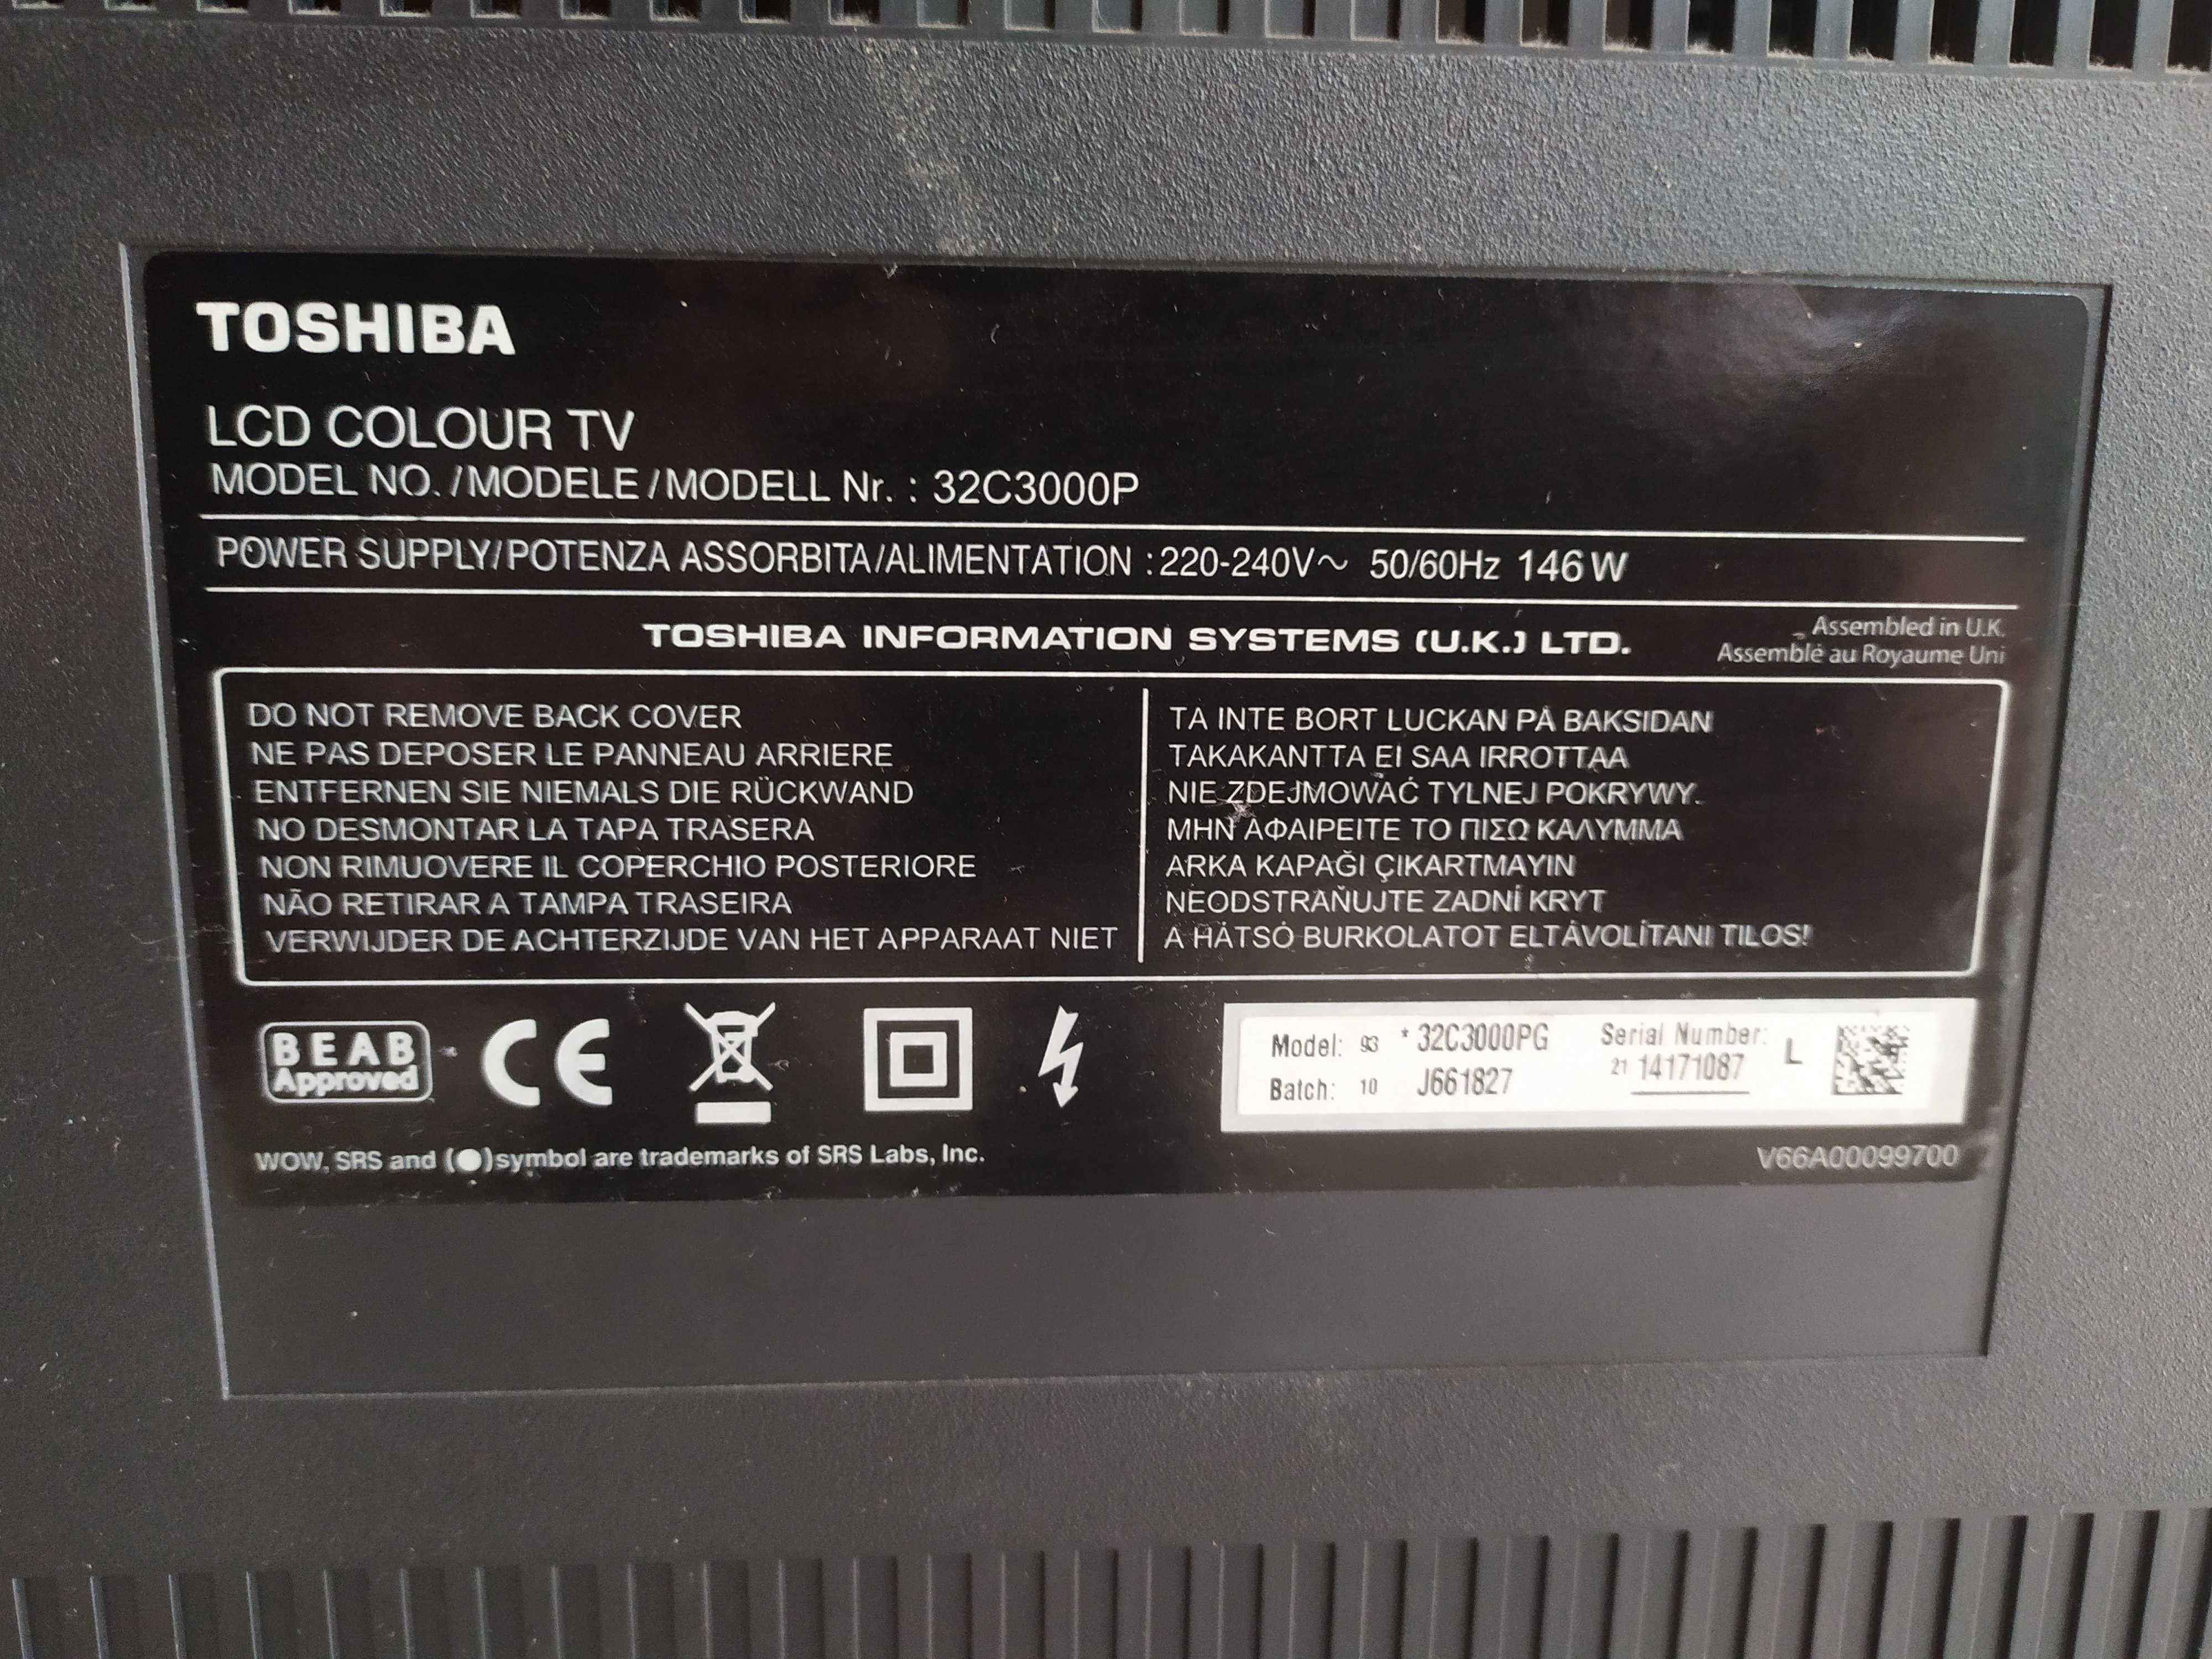 TOSHIBA
LCD COLOUR TV
MODEL NO./MODELE/MODELL Nr. : 32C3000P
POWER SUPPLY/POTENZA ASSORBITA/ALIMENTATION : 220-240V~ 50/60Hz 146W
TOSHIBA INFORMATION SYSTEMS (U.K.) LTD.
Assembled in U.K.
Assemblé au Royaume Uni
DO NOT REMOVE BACK COVER
NE PAS DEPOSER LE PANNEAU ARRIERE
ENTFERNEN SIE NIEMALS DIE RÜCKWAND
NO DESMONTAR LA TAPA TRASERA
NON RIMUOVERE IL COPERCHIO POSTERIORE
NÃO RETIRAR A TAMPA TRASEIRA
VERWIJDER DE ACHTERZIJDE VAN HET APPARAAT NIET
TA INTE BORT LUCKAN PÅ BAKSIDAN
TAKAKANTTA EI SAA IRROTTAA
NIE ZDEJMOWAĆ TYLNEJ POKRYWY.
ΜΗΝ ΑΦΑΙΡΕΙΤΕ ΤΟ ΠΙΣΩ ΚΑΛΥΜΜΑ
ARKA KAPAĞI ÇIKARTMAYIN
NEODSTRAŇUJTE ZADNÍ KRYT
A HÁTSÓ BURKOLATOT ELTÁVOLÍTANI TILOS!
BEAB
Approved
CE
Model: 93 *32C3000PG
Batch: 10 J661827
Serial Number:
21 14171087
L
WOW, SRS and (●) symbol are trademarks of SRS Labs, Inc.
V66A00099700